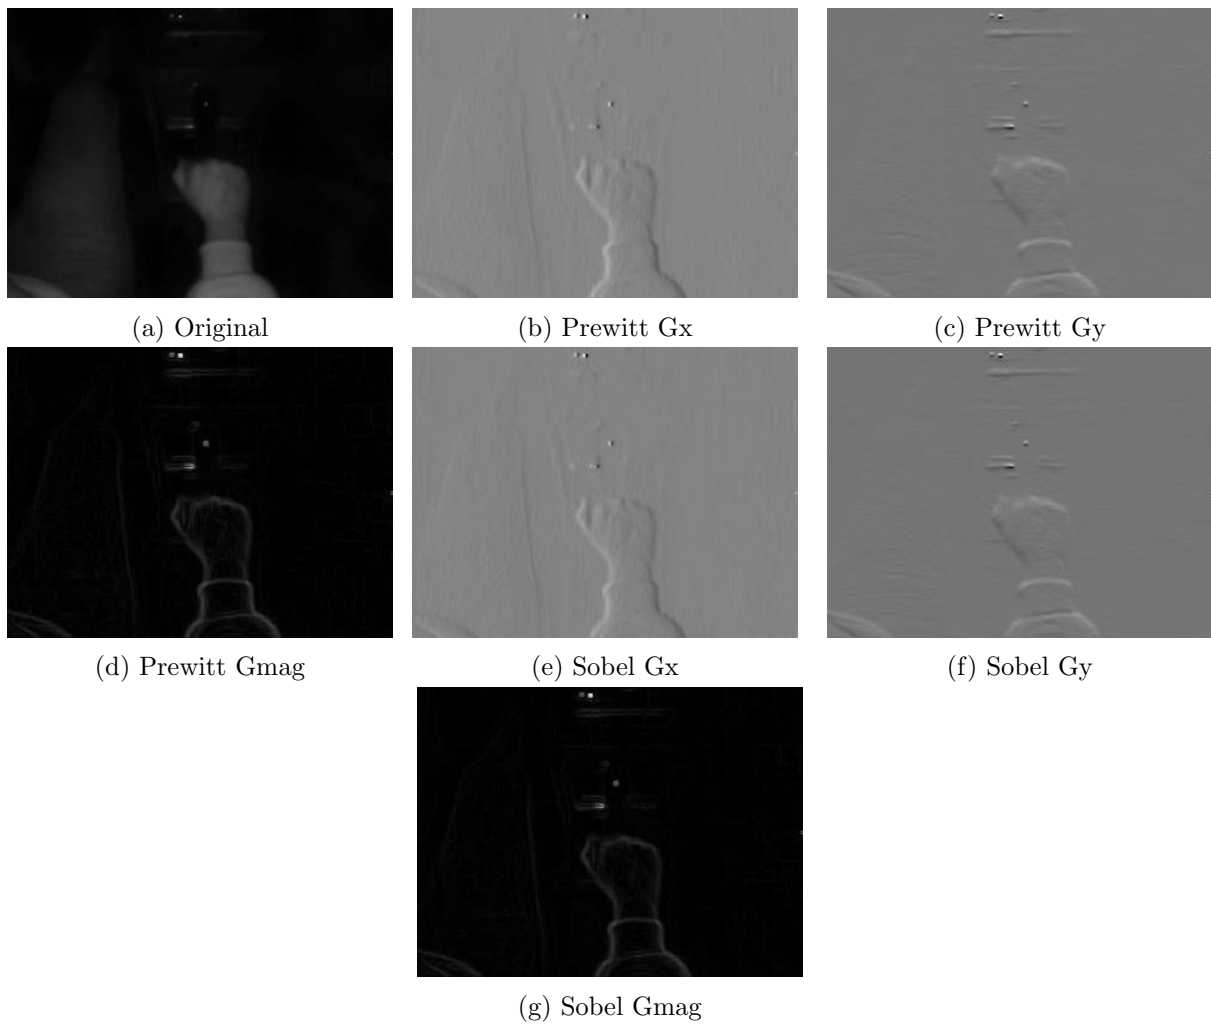 (a) Original
(b) Prewitt Gx
(c) Prewitt Gy
(d) Prewitt Gmag
(e) Sobel Gx
(f) Sobel Gy
(g) Sobel Gmag